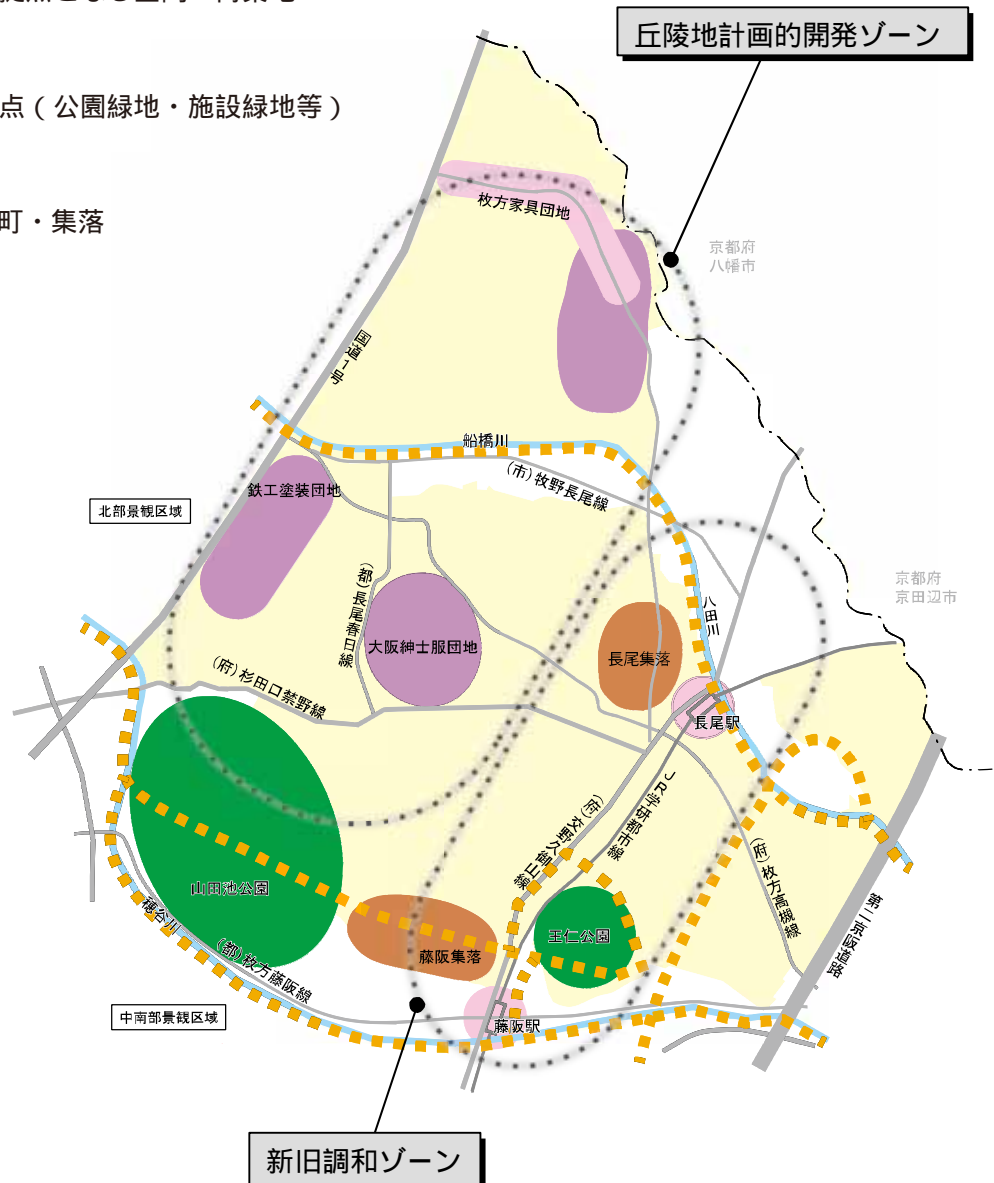 丘陵地計画的開発ゾーン
点（公園緑地・施設緑地等）
町・集落
枚方家具団地
京都府
八幡市
国道1号
船橋川
(市)牧野長尾線
鉄工塗装団地
北部景観区域
(都)長尾春日線
大阪紳士服団地
長尾集落
八田川
京都府
京田辺市
(府)杉田口禁野線
長尾駅
JR学研都市線
(府)交野久御山線
(府)枚方高槻線
第二京阪道路
山田池公園
穂谷川
(都)枚方藤阪線
藤阪集落
王仁公園
中南部景観区域
藤阪駅
新旧調和ゾーン